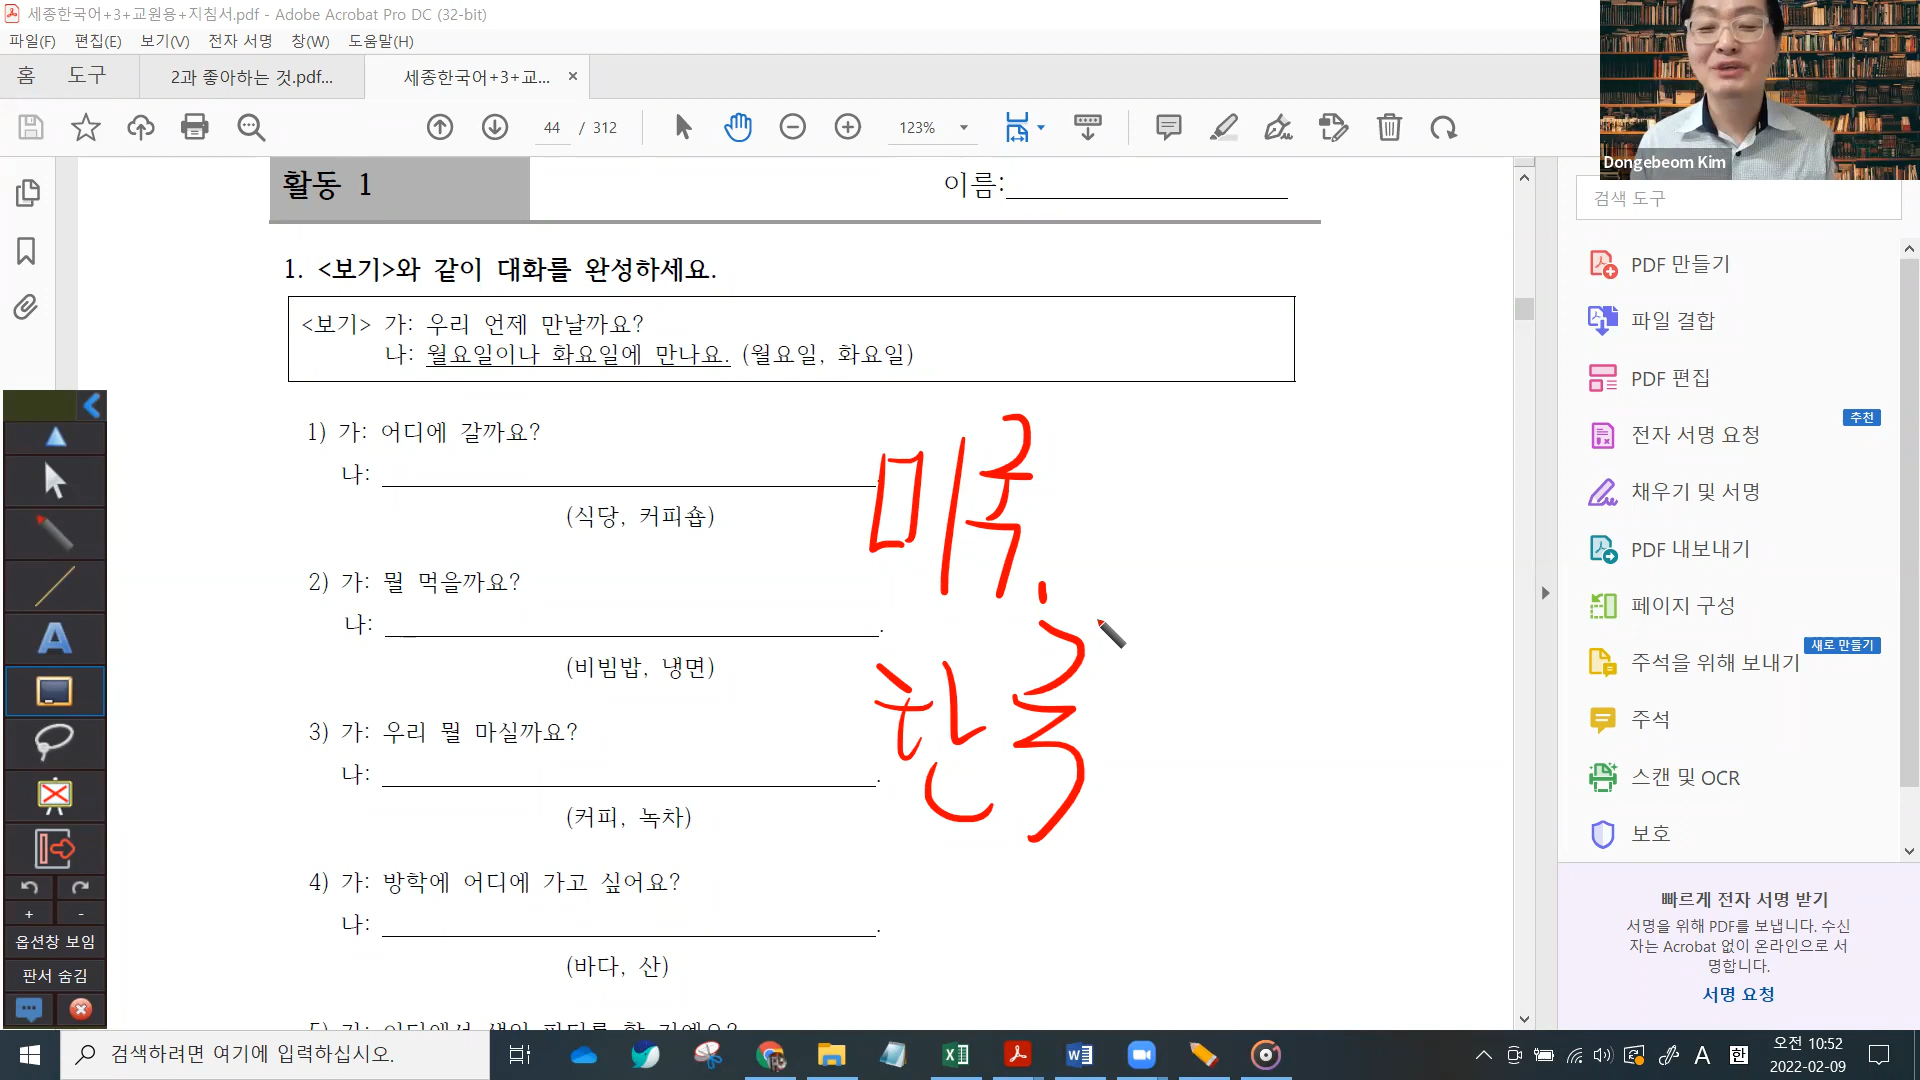 세종한국어+3+교원용+지침서.pdf - Adobe Acrobat Pro DC (32-bit)
파일(F) 편집(E) 보기(V) 전자 서명 창(W) 도움말(H)
홈 도구 2과 좋아하는 것.pdf... 세종한국어+3+교... ×
44 / 312 123%
Dongebeom Kim
활동 1 이름:
1. <보기>와 같이 대화를 완성하세요.
<보기> 가: 우리 언제 만날까요?
나: 월요일이나 화요일에 만나요. (월요일, 화요일)
1) 가: 어디에 갈까요?
나:
(식당, 커피숍)
2) 가: 뭘 먹을까요?
나: .
(비빔밥, 냉면)
3) 가: 우리 뭘 마실까요?
나: .
(커피, 녹차)
4) 가: 방학에 어디에 가고 싶어요?
나: .
(바다, 산)
미국,
한국
검색 도구
PDF 만들기
파일 결합
PDF 편집
추천
전자 서명 요청
채우기 및 서명
PDF 내보내기
페이지 구성
새로 만들기
주석을 위해 보내기
주석
스캔 및 OCR
보호
빠르게 전자 서명 받기
서명을 위해 PDF를 보냅니다. 수신
자는 Acrobat 없이 온라인으로 서
명합니다.
서명 요청
A
+ -
옵션창 보임
판서 숨김
검색하려면 여기에 입력하십시오.
A 한 오전 10:52
2022-02-09